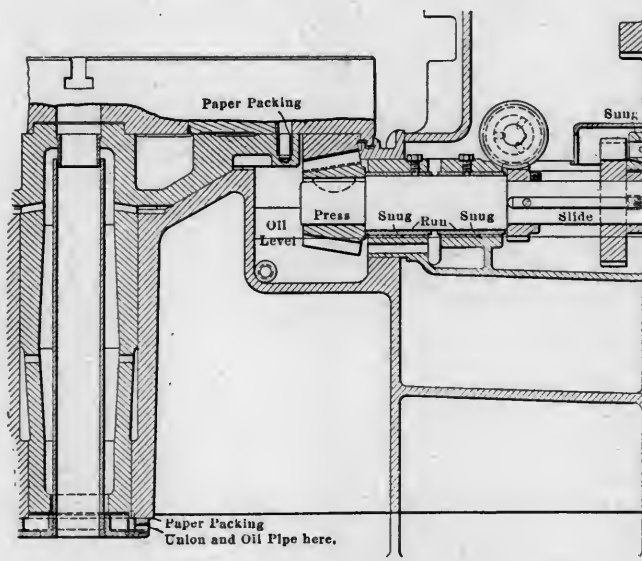 Paper Packing
Snug
Oil
Level
Press
Snug
Run
Snug
Slide
Paper Packing
Union and Oil Pipe here.